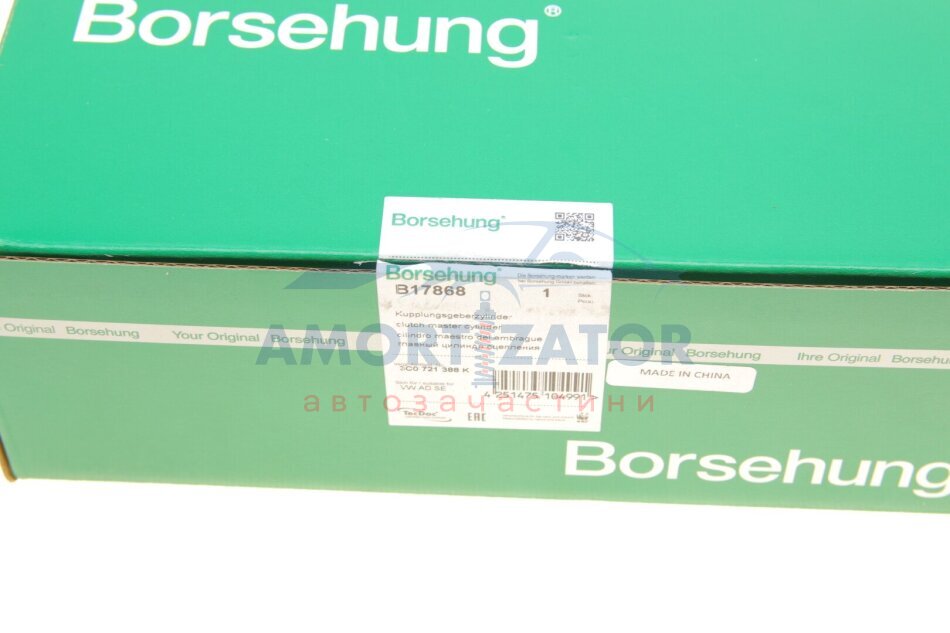 Borsehung®
Borsehung®
Borsehung®
B17868
1
Kupplungsgeberzylinder
clutch master cylinder
cilindro maestro del embrague
главный цилиндр сцепления
721 388 K
VW AD SE
4 251475 184991 >
TecDoc
EAC
MADE IN CHINA
Original Borsehung Your Original Borsehung
Your Original Borsehung Ihre Original Borsehung
AMORTIZATOR
автозапчастини
Borsehung